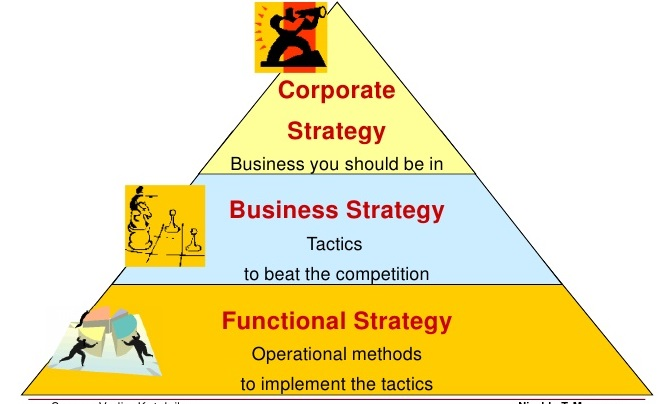 Corporate
Strategy
Business you should be in
Business Strategy
Tactics
to beat the competition
Functional Strategy
Operational methods
to implement the tactics